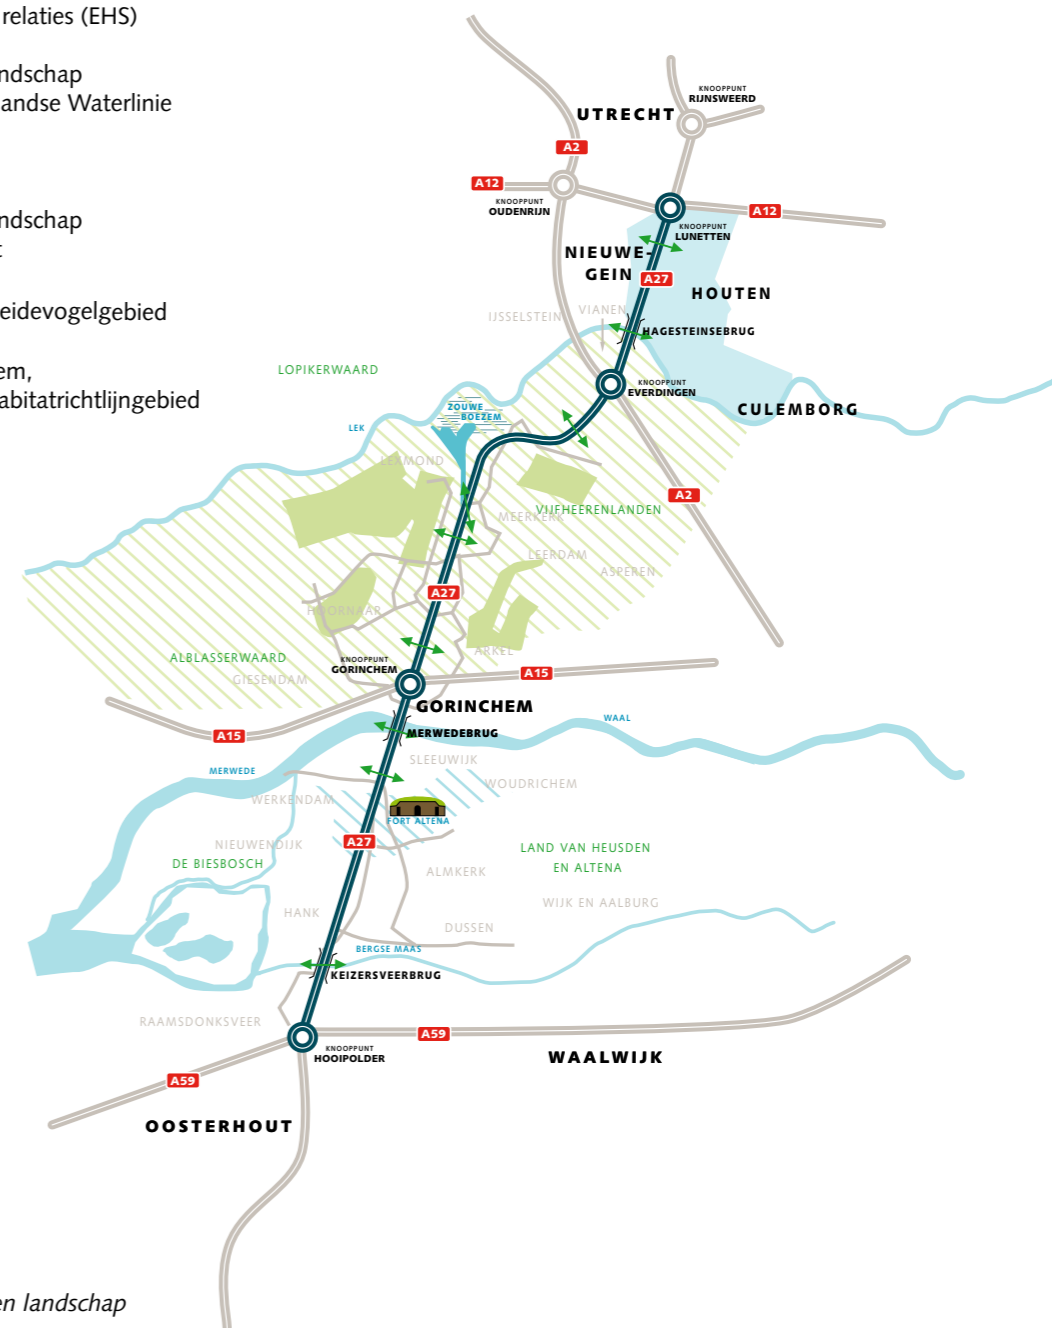 relaties (EHS)
ndschap
andse Waterlinie
ndschap
t
eidevogelgebied
em,
abitatrichtlijngebied
KNOOPPUNT
RIJNSWEERD
UTRECHT
A2
A12
KNOOPPUNT
OUDENRIJN
A12
KNOOPPUNT
LUNETTEN
NIEUWE-
GEIN
A27
HOUTEN
IJSSELSTEIN
VIANEN
HAGESTEINSEBRUG
LOPIKERWAARD
KNOOPPUNT
EVERDINGEN
ZOUWE
BOEZEM
CULEMBORG
LEK
LEXMOND
A2
VIJFHEERENLANDEN
MEERKERK
LEERDAM
ASPEREN
A27
HOORNAAR
ARKEL
ALBLASSERWAARD
KNOOPPUNT
GORINCHEM
GIESENDAM
A15
GORINCHEM
WAAL
A15
MERWEDEBRUG
SLEEUWIJK
MERWEDE
WOUDRICHEM
WERKENDAM
FORT ALTENA
A27
NIEUWENDIJK
LAND VAN HEUSDEN
EN ALTENA
DE BIESBOSCH
ALMKERK
WIJK EN AALBURG
HANK
DUSSEN
BERGSE MAAS
KEIZERSVEERBRUG
RAAMSDONKSVEER
A59
KNOOPPUNT
HOOIPOLDER
WAALWIJK
A59
OOSTERHOUT
en landschap